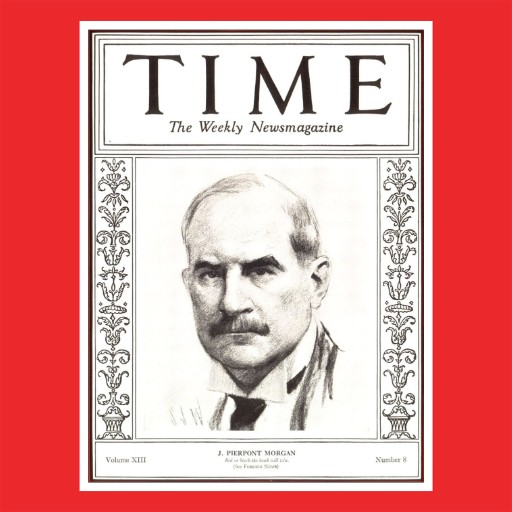 TIME
The Weekly Newsmagazine
S J W
J. PIERPONT MORGAN
Volume XIII
Number 8